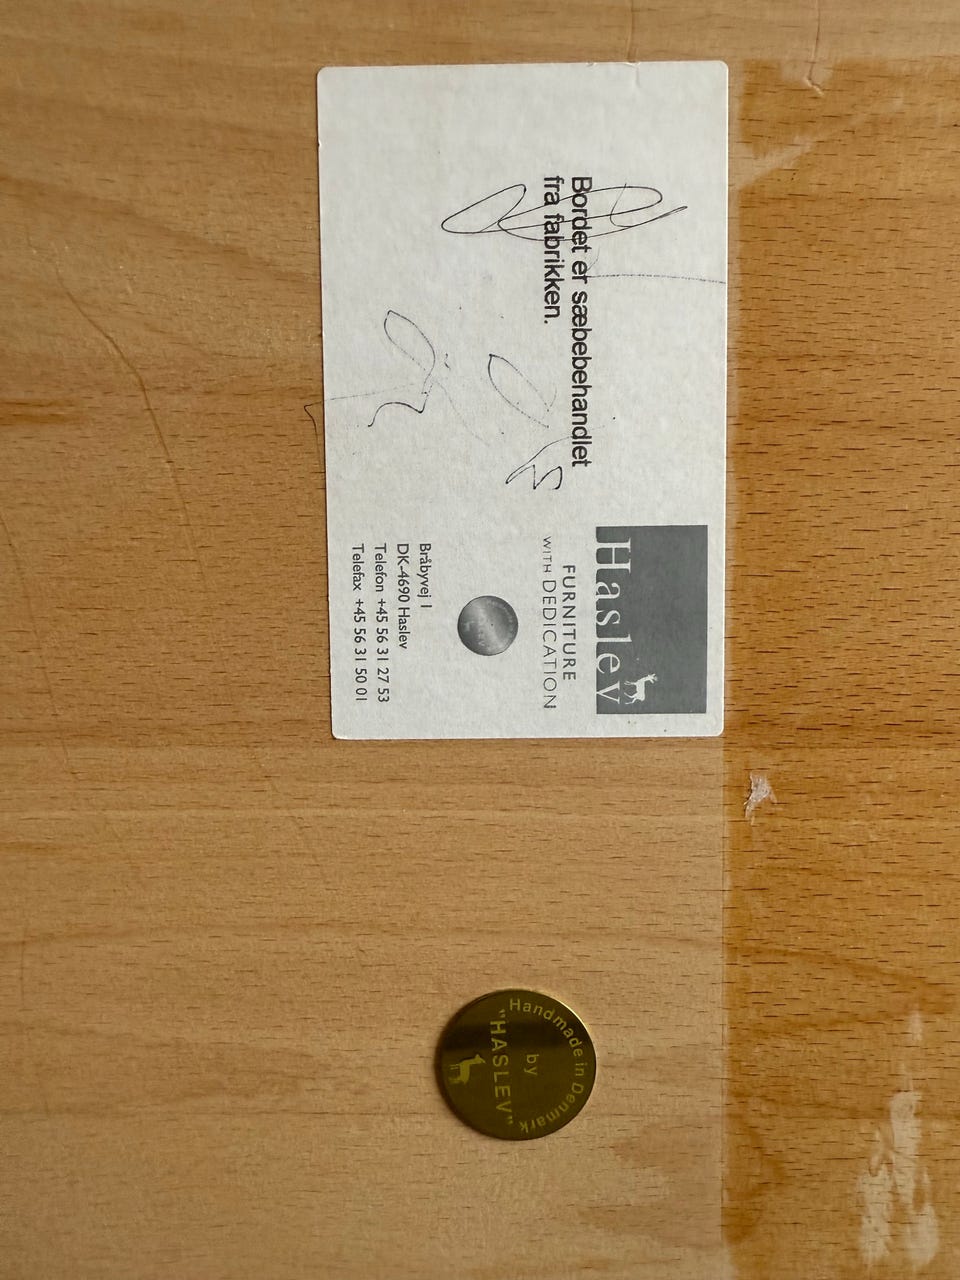 Bordet er sæbebehandlet
fra fabrikken.
Haslev
FURNITURE
WITH DEDICATION
Bråbyvej 1
DK-4690 Haslev
Telefon +45 56 31 27 53
Telefax +45 56 31 50 01
Handmade in Denmark
by
"HASLEV"